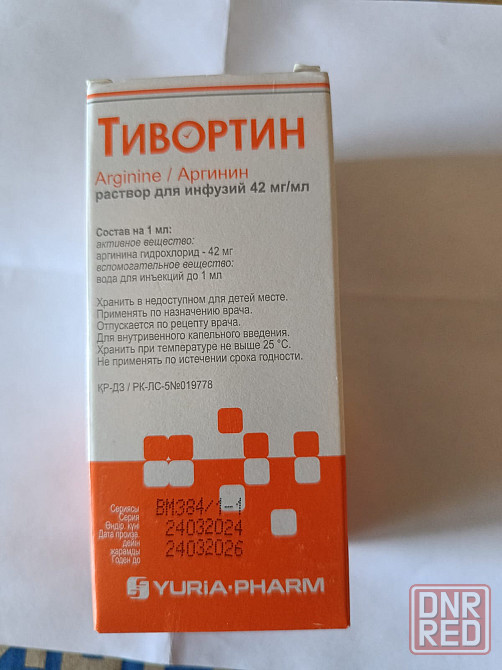 ТИВОРТИН
Arginine / Аргинин
раствор для инфузий 42 мг/мл
Состав на 1 мл:
активное вещество:
аргинина гидрохлорид - 42 мг
вспомогательное вещество:
вода для инъекций до 1 мл
Хранить в недоступном для детей месте.
Применять по назначению врача.
Отпускается по рецепту врача.
Для внутривенного капельного введения.
Хранить при температуре не выше 25 °C.
Не применять по истечении срока годности.
КР-ДЗ / РК-ЛС-5№019778
Сериясы
Серия
ВМ384/1-1
Өндір. күні
Дата произв.
24032024
дейін
жарамды
Годен до
24032026
YURiA·PHARM
DNR
RED